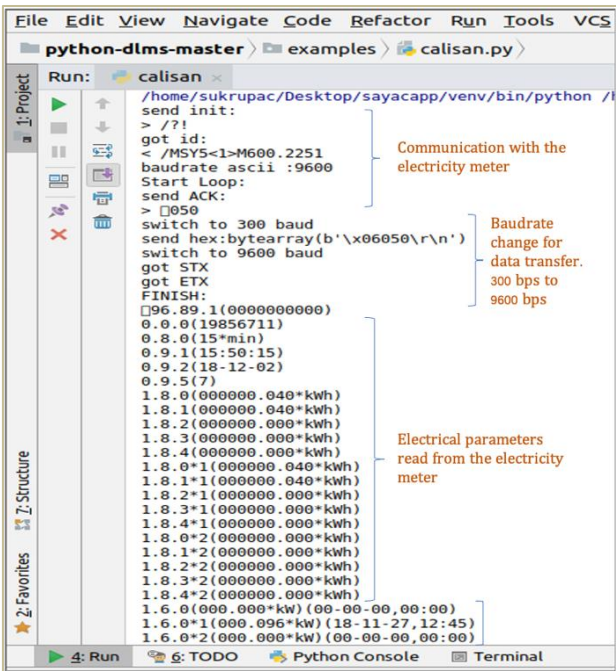 File Edit View Navigate Code Refactor Run Tools VCS
python-dlms-master examples calisan.py
1: Project
Run: calisan
/home/sukrupac/Desktop/sayacapp/venv/bin/python /h
send init:
> /?!
got id:
< /MSY5<1>M600.2251
baudrate ascii :9600
Start Loop:
send ACK:
> □050
switch to 300 baud
send hex:bytearray(b'\x06050\r\n')
switch to 9600 baud
got STX
got ETX
FINISH:
□96.89.1(0000000000)
0.0.0(19856711)
0.8.0(15*min)
0.9.1(15:50:15)
0.9.2(18-12-02)
0.9.5(7)
1.8.0(000000.040*kWh)
1.8.1(000000.040*kWh)
1.8.2(000000.000*kWh)
1.8.3(000000.000*kWh)
1.8.4(000000.000*kWh)
1.8.0*1(000000.040*kWh)
1.8.1*1(000000.040*kWh)
1.8.2*1(000000.000*kWh)
1.8.3*1(000000.000*kWh)
1.8.4*1(000000.000*kWh)
1.8.0*2(000000.000*kWh)
1.8.1*2(000000.000*kWh)
1.8.2*2(000000.000*kWh)
1.8.3*2(000000.000*kWh)
1.8.4*2(000000.000*kWh)
1.6.0(000.000*kW)(00-00-00,00:00)
1.6.0*1(000.096*kW)(18-11-27,12:45)
1.6.0*2(000.000*kW)(00-00-00,00:00)
Communication with the
electricity meter
Baudrate
change for
data transfer.
300 bps to
9600 bps
Electrical parameters
read from the electricity
meter
7: Structure
2: Favorites
4: Run 6: TODO Python Console Terminal